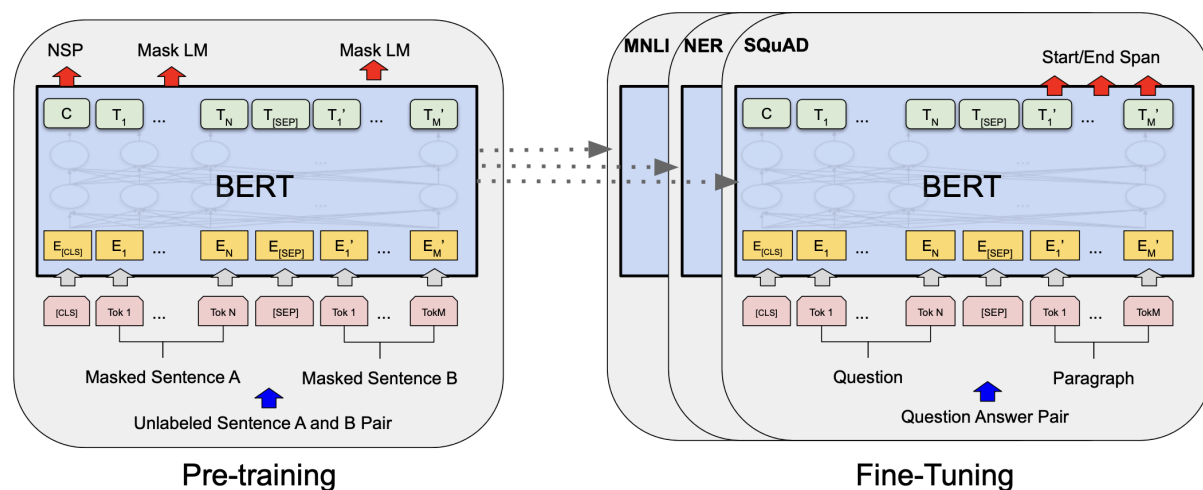 NSP Mask LM Mask LM
C T1 ... TN T[SEP] T1' ... TM'
...
BERT
...
E[CLS] E1 ... EN E[SEP] E1' ... EM'
[CLS] Tok 1 ... Tok N [SEP] Tok 1 ... TokM
Masked Sentence A Masked Sentence B
Unlabeled Sentence A and B Pair
Pre-training
MNLI NER SQuAD
Start/End Span
C T1 ... TN T[SEP] T1' ... TM'
...
BERT
...
E[CLS] E1 ... EN E[SEP] E1' ... EM'
[CLS] Tok 1 ... Tok N [SEP] Tok 1 ... TokM
Question Paragraph
Question Answer Pair
Fine-Tuning